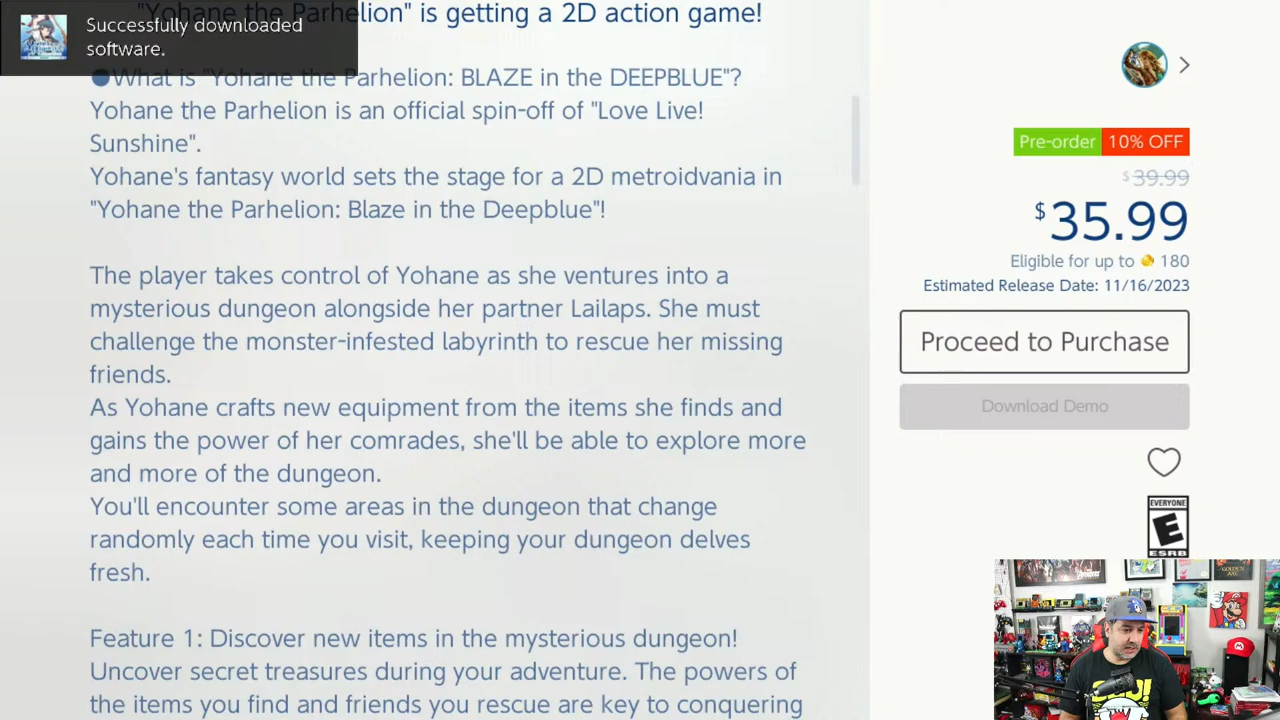 "Yohane the Parhelion" is getting a 2D action game!
Successfully downloaded
software.
●What is "Yohane the Parhelion: BLAZE in the DEEPBLUE"?
Yohane the Parhelion is an official spin-off of "Love Live!
Sunshine".
Yohane's fantasy world sets the stage for a 2D metroidvania in
"Yohane the Parhelion: Blaze in the Deepblue"!
The player takes control of Yohane as she ventures into a
mysterious dungeon alongside her partner Lailaps. She must
challenge the monster-infested labyrinth to rescue her missing
friends.
As Yohane crafts new equipment from the items she finds and
gains the power of her comrades, she'll be able to explore more
and more of the dungeon.
You'll encounter some areas in the dungeon that change
randomly each time you visit, keeping your dungeon delves
fresh.
Feature 1: Discover new items in the mysterious dungeon!
Uncover secret treasures during your adventure. The powers of
the items you find and friends you rescue are key to conquering
Pre-order 10% OFF
$39.99
$35.99
Eligible for up to 180
Estimated Release Date: 11/16/2023
Proceed to Purchase
Download Demo
EVERYONE
E
ESRB